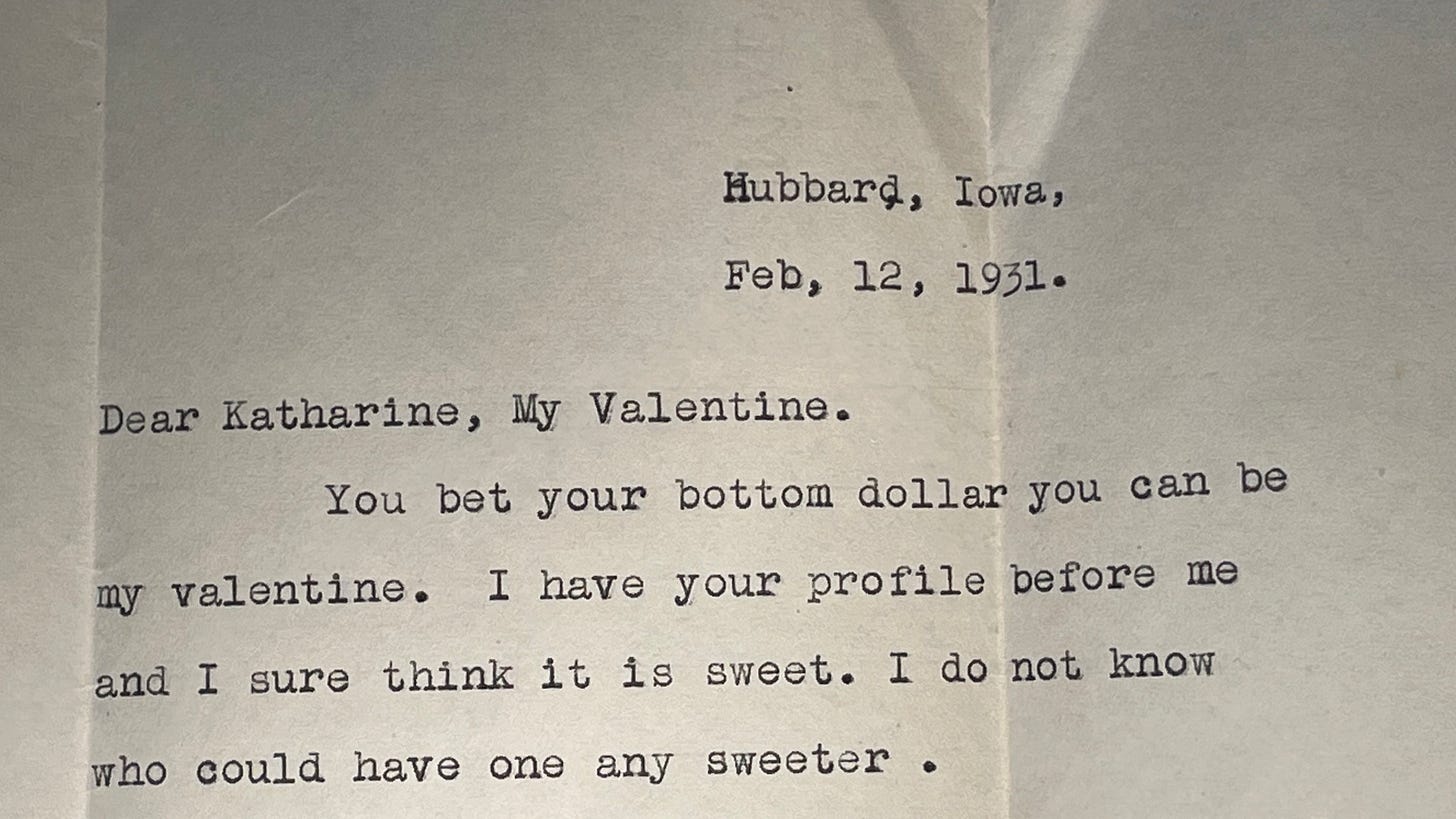 Hubbard, Iowa,
Feb, 12, 1931.
Dear Katharine, My Valentine.
You bet your bottom dollar you can be
my valentine.  I have your profile before me
and I sure think it is sweet. I do not know
who could have one any sweeter .